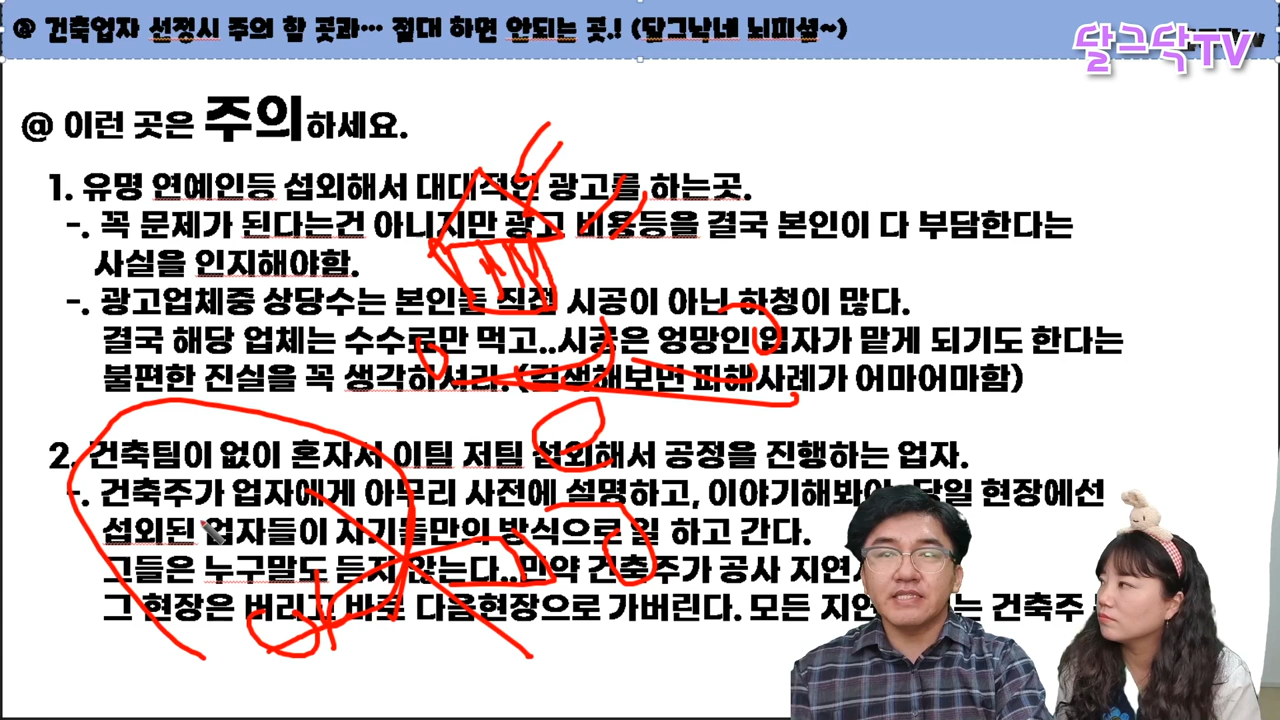 @ 건축업자 선정시 주의 할 곳과... 절대 하면 안되는 곳.! (달그닥네 뇌피셜~)
달그닥TV
@ 이런 곳은 주의하세요.
1. 유명 연예인등 섭외해서 대대적인 광고를 하는곳.
-. 꼭 문제가 된다는건 아니지만 광고 비용등을 결국 본인이 다 부담한다는
사실을 인지해야함.
-. 광고업체중 상당수는 본인들 직접 시공이 아닌 하청이 많다.
결국 해당 업체는 수수료만 먹고..시공은 엉망인 업자가 맡게 되기도 한다는
불편한 진실을 꼭 생각하셔라. (검색해보면 피해사례가 어마어마함)
2. 건축팀이 없이 혼자서 이팀 저팀 섭외해서 공정을 진행하는 업자.
-. 건축주가 업자에게 아무리 사전에 설명하고, 이야기해봐야 당일 현장에선
섭외된 업자들이 자기들만의 방식으로 일 하고 간다.
그들은 누구말도 듣지 않는다..만약 건축주가 공사 지연
그 현장은 버리고 바로 다음현장으로 가버린다. 모든 지연 는 건축주